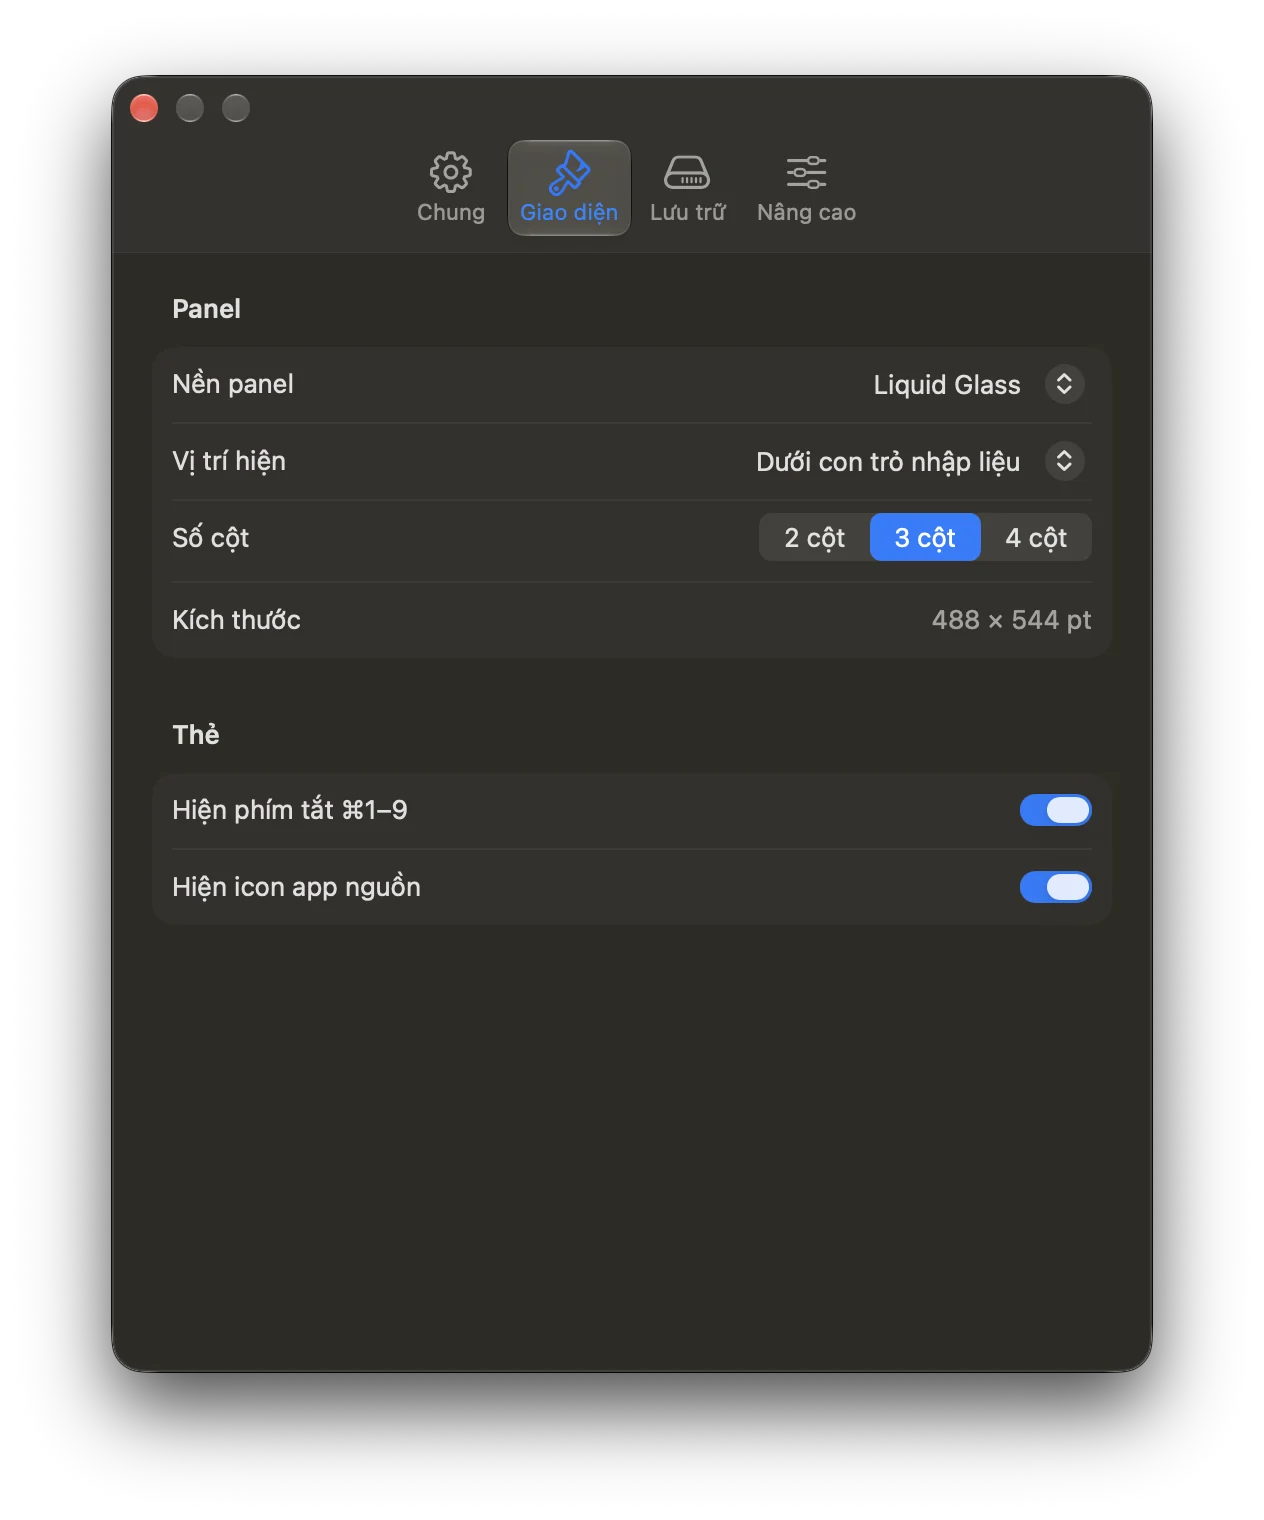 Chung
Giao diện
Lưu trữ
Nâng cao
Panel
Nền panel
Liquid Glass
Vị trí hiện
Dưới con trỏ nhập liệu
Số cột
2 cột
3 cột
4 cột
Kích thước
488 × 544 pt
Thẻ
Hiện phím tắt ⌘1–9
Hiện icon app nguồn